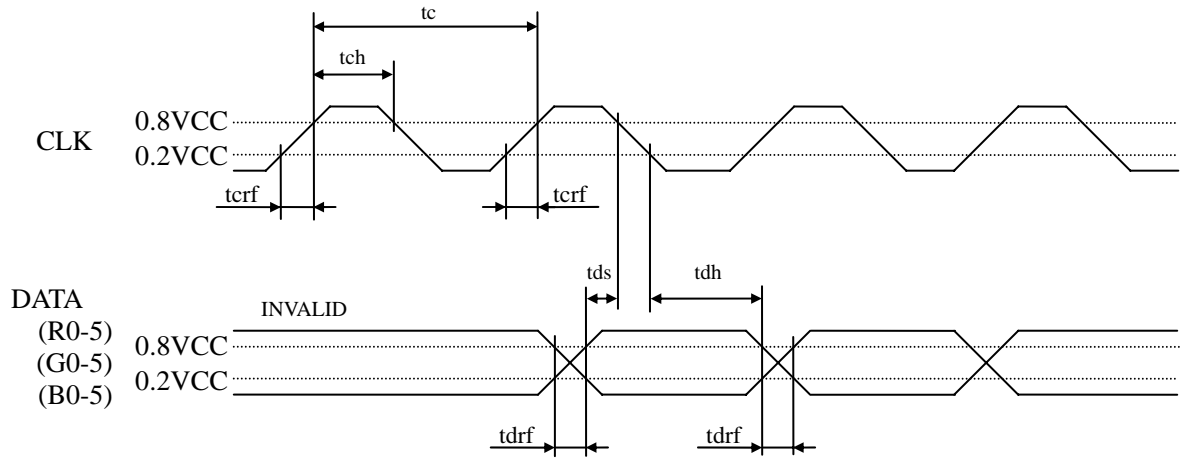 tc
tch
0.8VCC
CLK
0.2VCC
tcrf
tcrf
tds
tdh
DATA
INVALID
(R0-5)
0.8VCC
(G0-5)
0.2VCC
(B0-5)
tdrf
tdrf